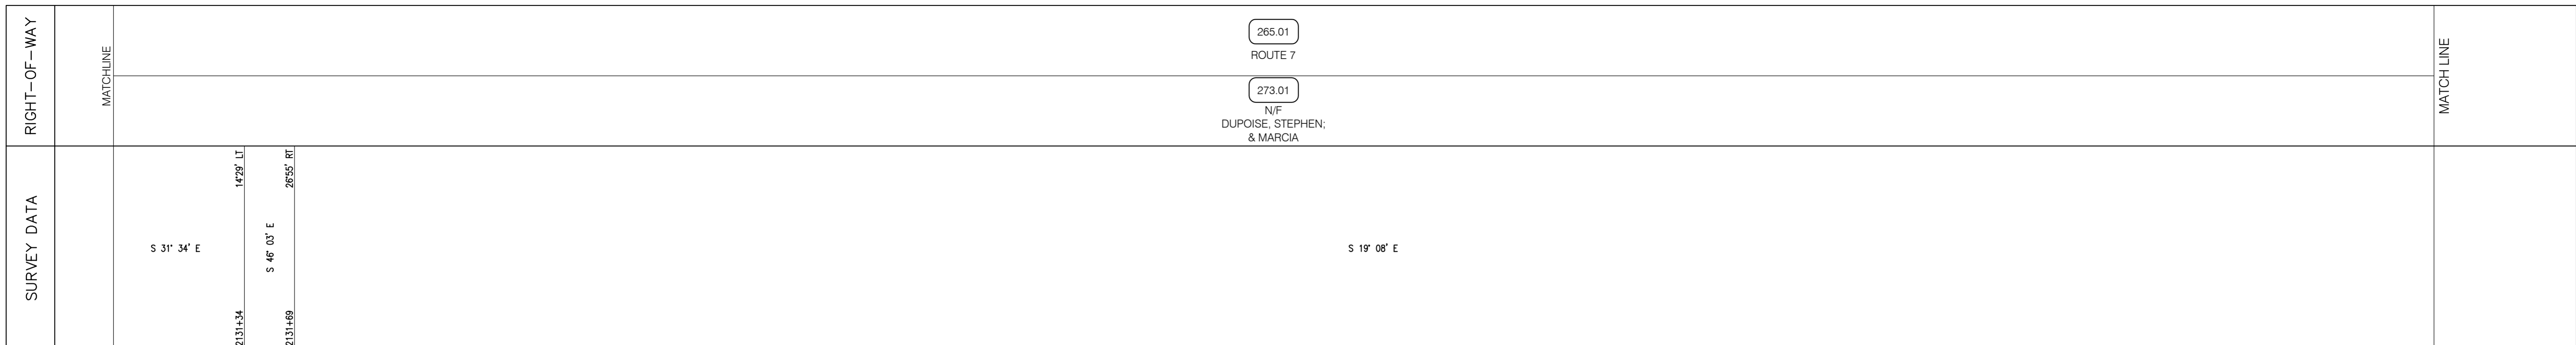 RIGHT-OF-WAY
MATCHLINE
265.01
ROUTE 7
273.01
N/F
DUPOISE, STEPHEN;
& MARCIA
MATCH LINE
SURVEY DATA
S 31° 34' E
14°29' LT
2131+34
S 46° 03' E
26°55' RT
2131+69
S 19° 08' E